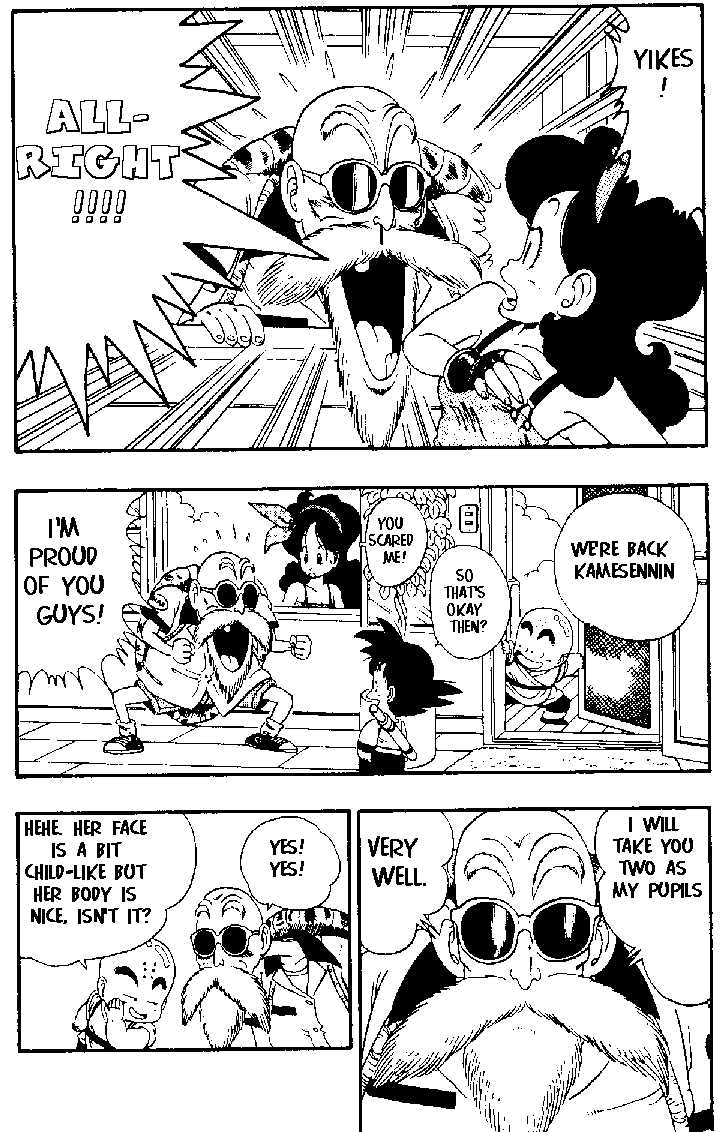 YIKES
!
ALL-
RIGHT
!!!!
WE'RE BACK
KAMESENNIN
SO
THAT'S
OKAY
THEN?
YOU
SCARED
ME!
I'M
PROUD
OF YOU
GUYS!
I WILL
TAKE YOU
TWO AS
MY PUPILS
VERY
WELL.
YES!
YES!
HEHE. HER FACE
IS A BIT
CHILD-LIKE BUT
HER BODY IS
NICE, ISN'T IT?